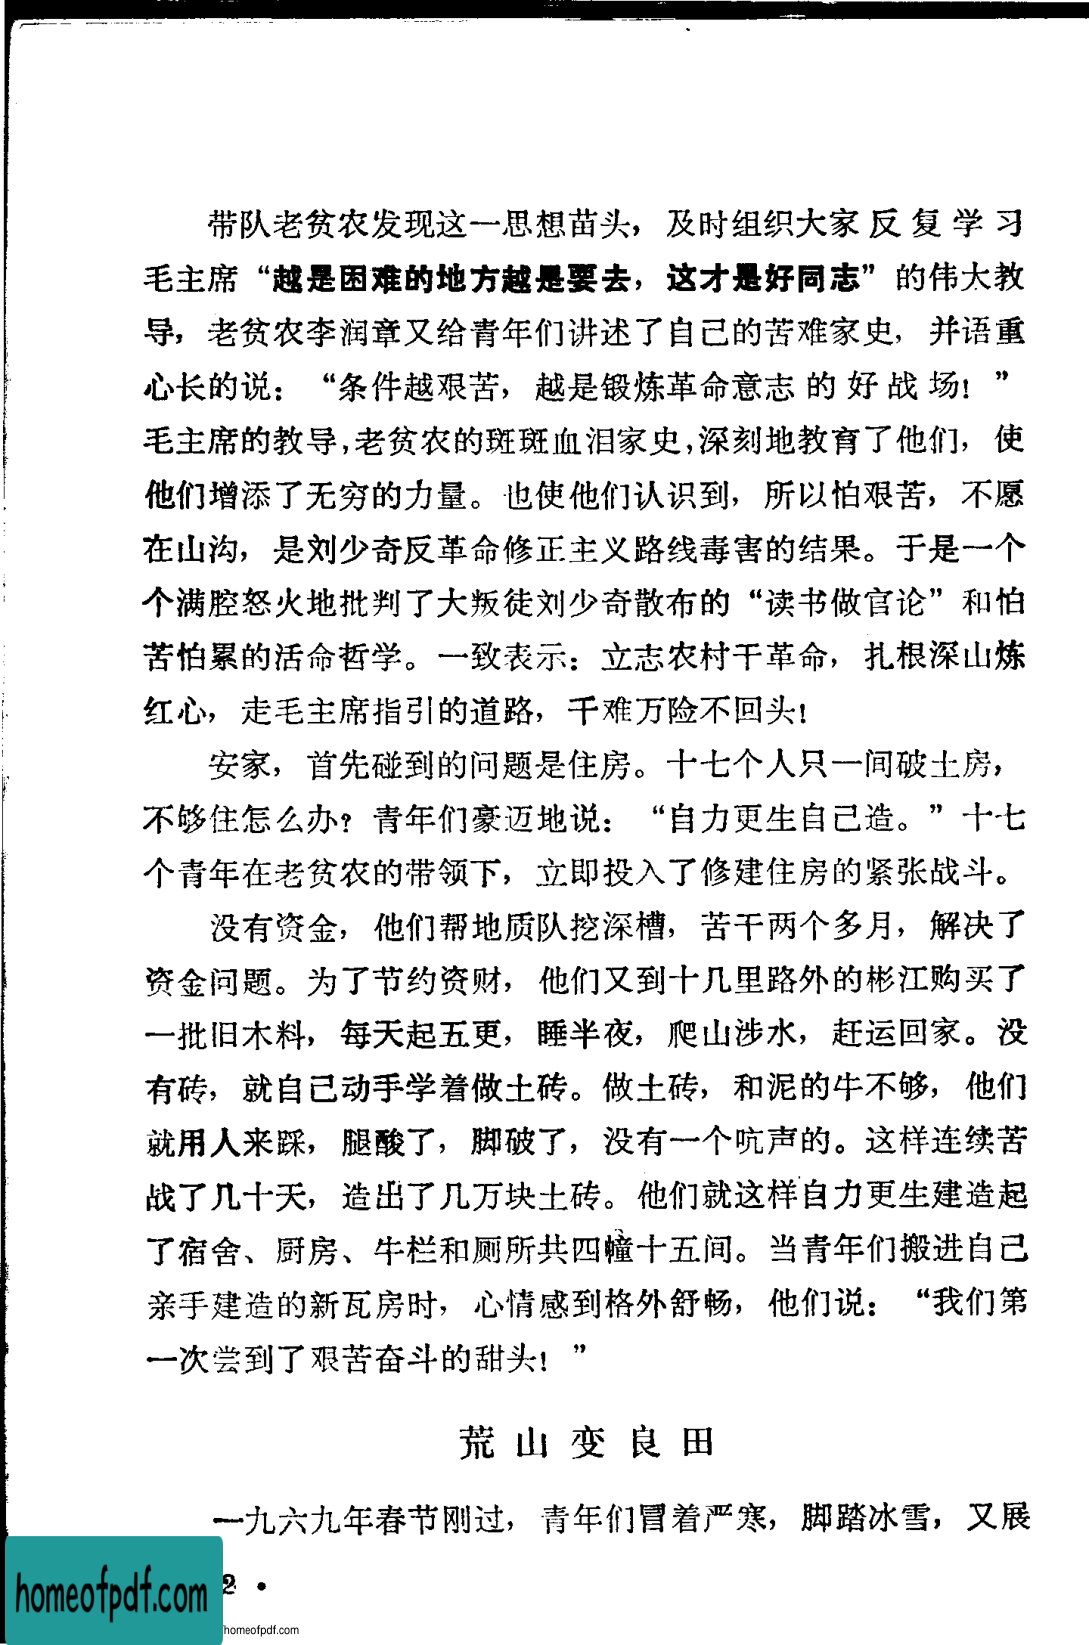 带队老贫农发现这一思想苗头，及时组织大家反复学习
毛主席“越是困难的地方越是要去，这才是好同志”的伟大教
导，老贫农李润章又给青年们讲述了自己的苦难家史，并语重
心长的说：“条件越艰苦，越是锻炼革命意志的好战场！”
毛主席的教导，老贫农的斑斑血泪家史，深刻地教育了他们，使
他们增添了无穷的力量。也使他们认识到，所以怕艰苦，不愿
在山沟，是刘少奇反革命修正主义路线毒害的结果。于是一个
个满腔怒火地批判了大叛徒刘少奇散布的“读书做官论”和怕
苦怕累的活命哲学。一致表示：立志农村干革命，扎根深山炼
红心，走毛主席指引的道路，千难万险不回头！
安家，首先碰到的问题是住房。十七个人只一间破土房，
不够住怎么办？青年们豪迈地说：“自力更生自己造。”十七
个青年在老贫农的带领下，立即投入了修建住房的紧张战斗。
没有资金，他们帮地质队挖深槽，苦干两个多月，解决了
资金问题。为了节约资财，他们又到十几里路外的彬江购买了
一批旧木料，每天起五更，睡半夜，爬山涉水，赶运回家。没
有砖，就自己动手学着做土砖。做土砖，和泥的牛不够，他们
就用人来踩，腿酸了，脚破了，没有一个吭声的。这样连续苦
战了几十天，造出了几万块土砖。他们就这样自力更生建造起
了宿舍、厨房、牛栏和厕所共四幢十五间。当青年们搬进自己
亲手建造的新瓦房时，心情感到格外舒畅，他们说：“我们第
一次尝到了艰苦奋斗的甜头！”
荒山变良田
一九六九年春节刚过，青年们冒着严寒，脚踏冰雪，又展
2 •
homeofpdf.com
homeofpdf.com